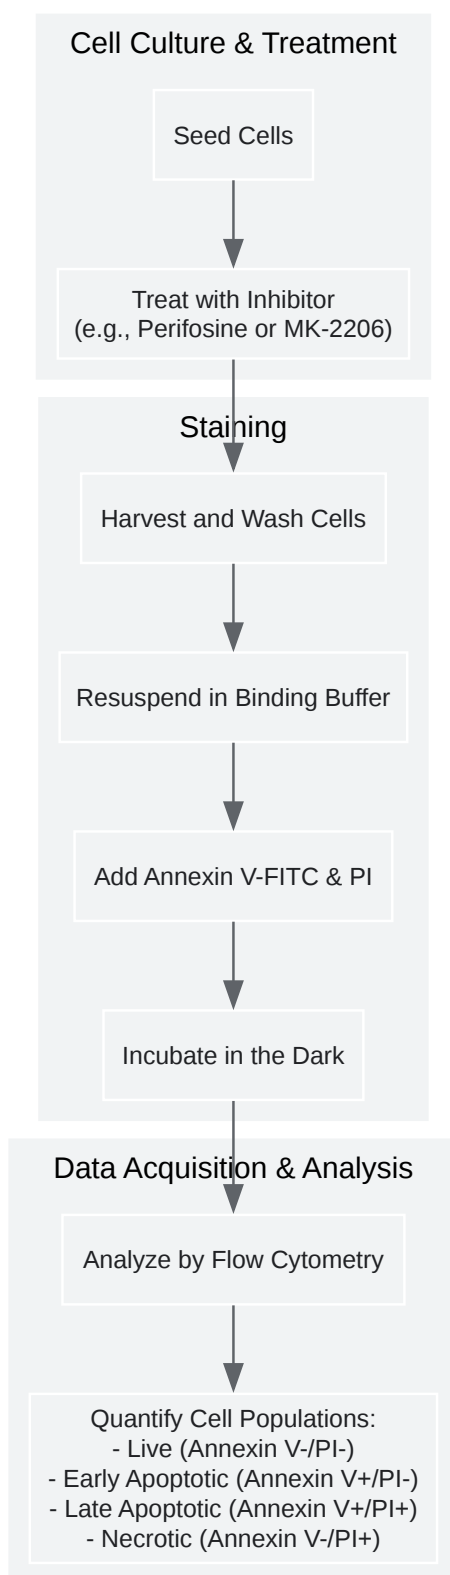 Cell Culture & Treatment
Seed Cells
Treat with Inhibitor
(e.g., Perifosine or MK-2206)
Staining
Harvest and Wash Cells
Resuspend in Binding Buffer
Add Annexin V-FITC & PI
Incubate in the Dark
Data Acquisition & Analysis
Analyze by Flow Cytometry
Quantify Cell Populations:
- Live (Annexin V-/PI-)
- Early Apoptotic (Annexin V+/PI-)
- Late Apoptotic (Annexin V+/PI+)
- Necrotic (Annexin V-/PI+)